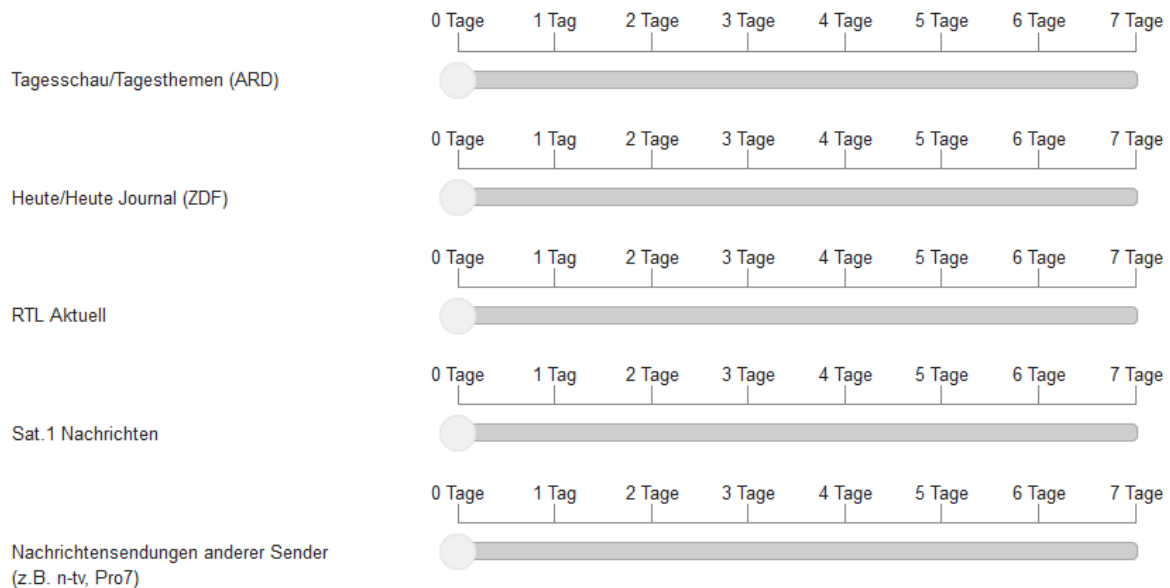 0 Tage 1 Tag 2 Tage 3 Tage 4 Tage 5 Tage 6 Tage 7 Tage
Tagesschau/Tagesthemen (ARD)
0 Tage 1 Tag 2 Tage 3 Tage 4 Tage 5 Tage 6 Tage 7 Tage
Heute/Heute Journal (ZDF)
0 Tage 1 Tag 2 Tage 3 Tage 4 Tage 5 Tage 6 Tage 7 Tage
RTL Aktuell
0 Tage 1 Tag 2 Tage 3 Tage 4 Tage 5 Tage 6 Tage 7 Tage
Sat.1 Nachrichten
0 Tage 1 Tag 2 Tage 3 Tage 4 Tage 5 Tage 6 Tage 7 Tage
Nachrichtensendungen anderer Sender
(z.B. n-tv, Pro7)